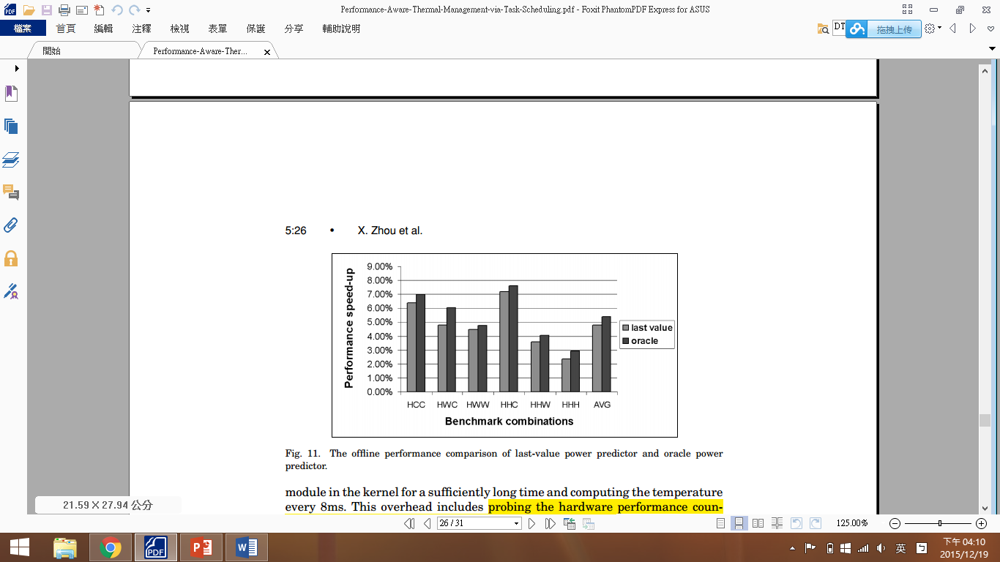 Performance-Aware-Thermal-Management-via-Task-Scheduling.pdf - Foxit PhantomPDF Express for ASUS
檔案 首頁 編輯 注釋 檢視 表單 保護 分享 輔助說明
DT 拖拽上传
開始 Performance-Aware-Ther...
5:26 • X. Zhou et al.
Performance speed-up
9.00%
8.00%
7.00%
6.00%
5.00%
4.00%
3.00%
2.00%
1.00%
0.00%
last value
oracle
HCC HWC HWW HHC HHW HHH AVG
Benchmark combinations
Fig. 11. The offline performance comparison of last-value power predictor and oracle power
predictor.
module in the kernel for a sufficiently long time and computing the temperature
every 8ms. This overhead includes probing the hardware performance coun-
21.59 X 27.94 公分
26 / 31
125.00%
PDF
英
下午 04:10
2015/12/19